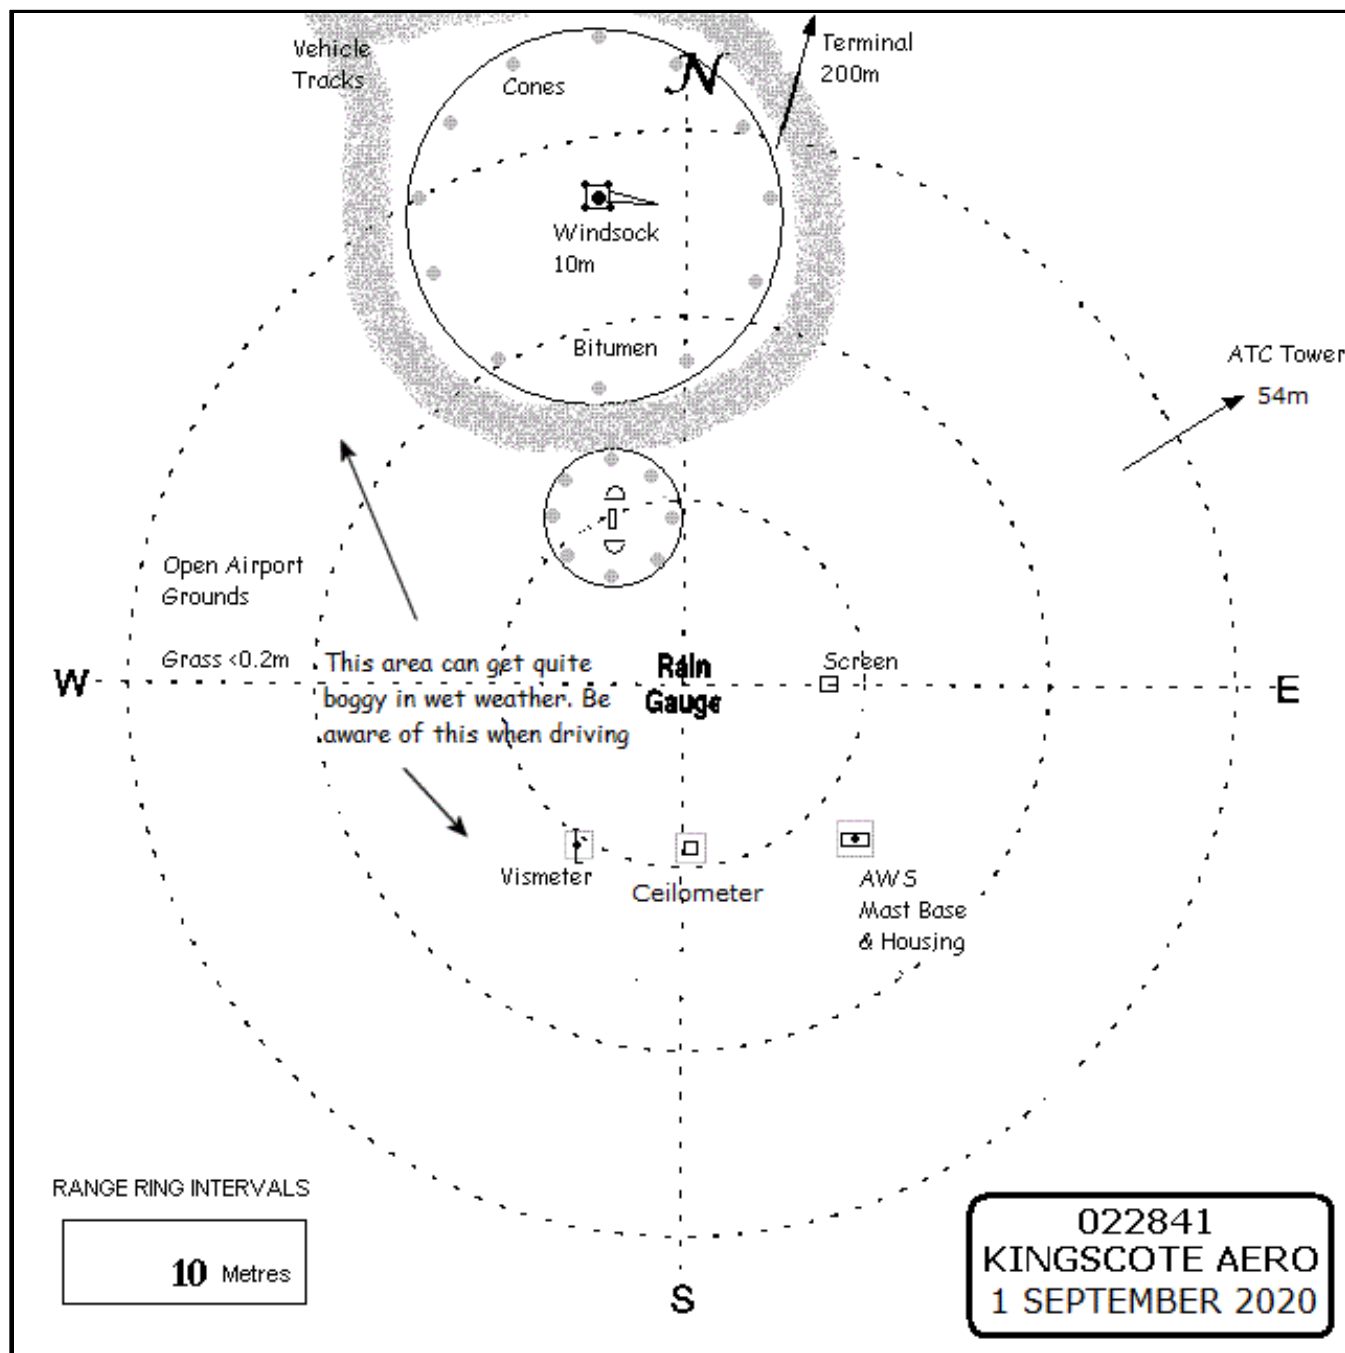 Vehicle
Tracks
Cones
N
Terminal
200m
Windsock
10m
Bitumen
ATC Tower
54m
Open Airport
Grounds
Grass <0.2m
This area can get quite
boggy in wet weather. Be
aware of this when driving
Rain
Gauge
Screen
W
E
Vismeter
Ceilometer
AWS
Mast Base
& Housing
RANGE RING INTERVALS
10 Metres
S
022841
KINGSCOTE AERO
1 SEPTEMBER 2020